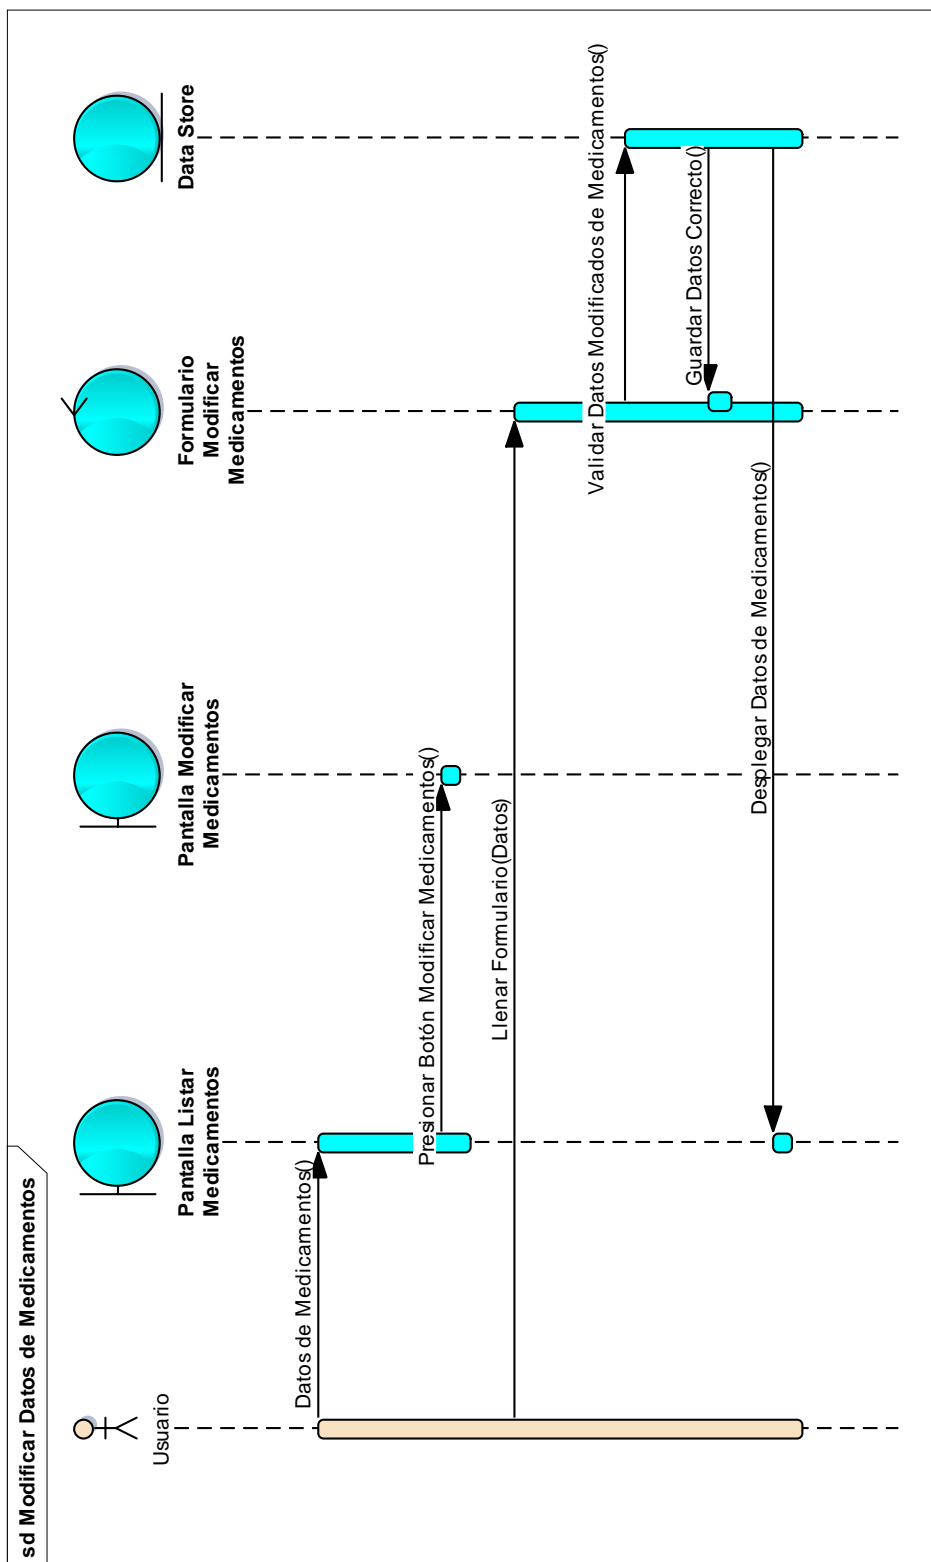 sd Modificar Datos de Medicamentos
Usuario
Pantalla Listar
Medicamentos
Pantalla Modificar
Medicamentos
Formulario
Modificar
Medicamentos
Data Store
Datos de Medicamentos()
Presionar Botón Modificar Medicamentos()
Llenar Formulario(Datos)
Validar Datos Modificados de Medicamentos()
Guardar Datos Correcto()
Desplegar Datos de Medicamentos()